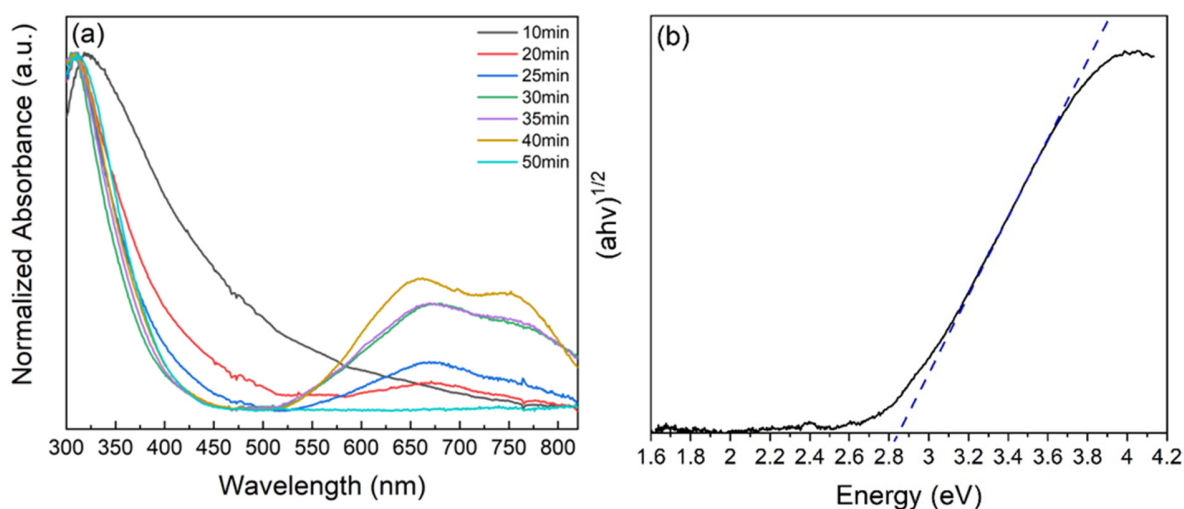 (a)
10min
20min
25min
30min
35min
40min
50min
Normalized Absorbance (a.u.)
300 350 400 450 500 550 600 650 700 750 800
Wavelength (nm)
(b)
(ahv)^1/2
1.6 1.8 2 2.2 2.4 2.6 2.8 3 3.2 3.4 3.6 3.8 4 4.2
Energy (eV)